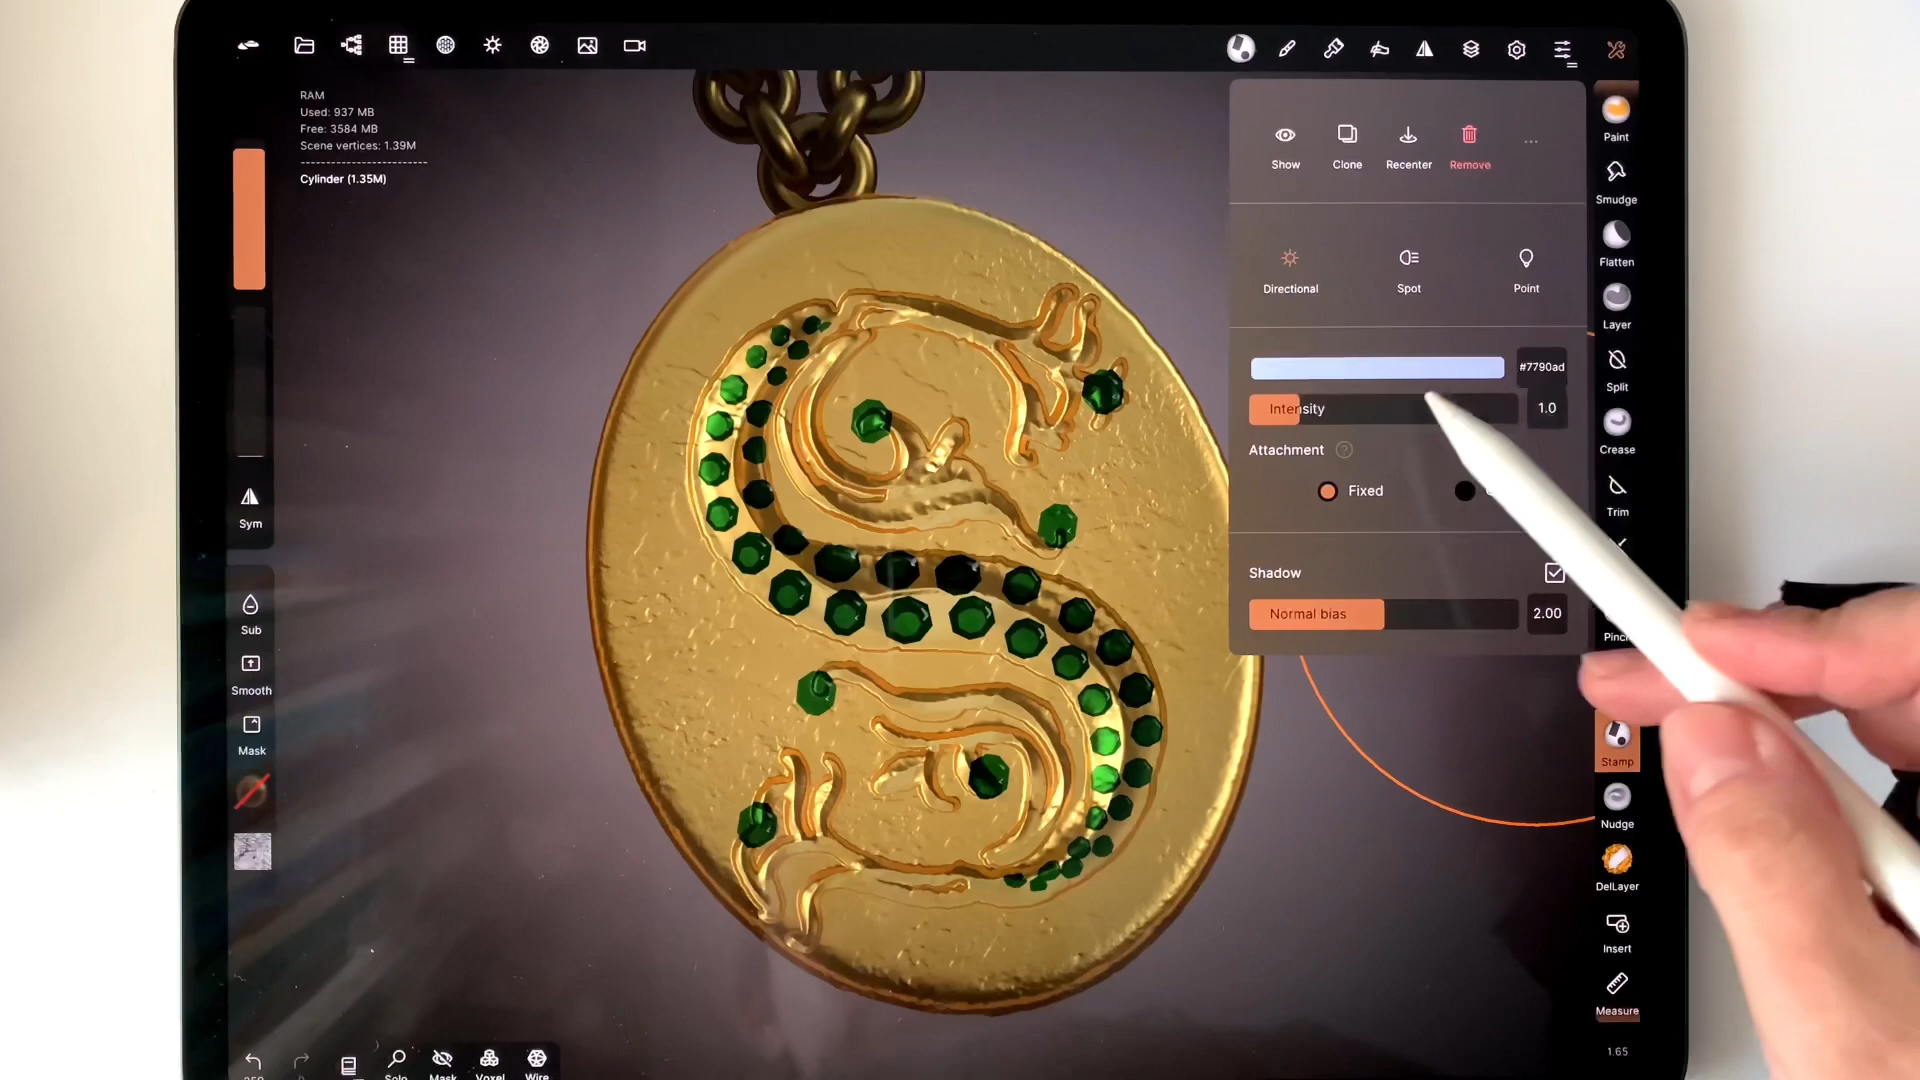 RAM
Used: 937 MB
Free: 3584 MB
Scene vertices: 1.39M
--------------------------
Cylinder (1.35M)
Sym
Sub
Smooth
Mask
Solo
Mask
Voxel
Wire
Show
Clone
Recenter
Remove
...
Directional
Spot
Point
#7790ad
Intensity
1.0
Attachment ?
Fixed
Shadow
Normal bias
2.00
Paint
Smudge
Flatten
Layer
Split
Crease
Trim
Stamp
Nudge
DelLayer
Insert
Measure
1.65